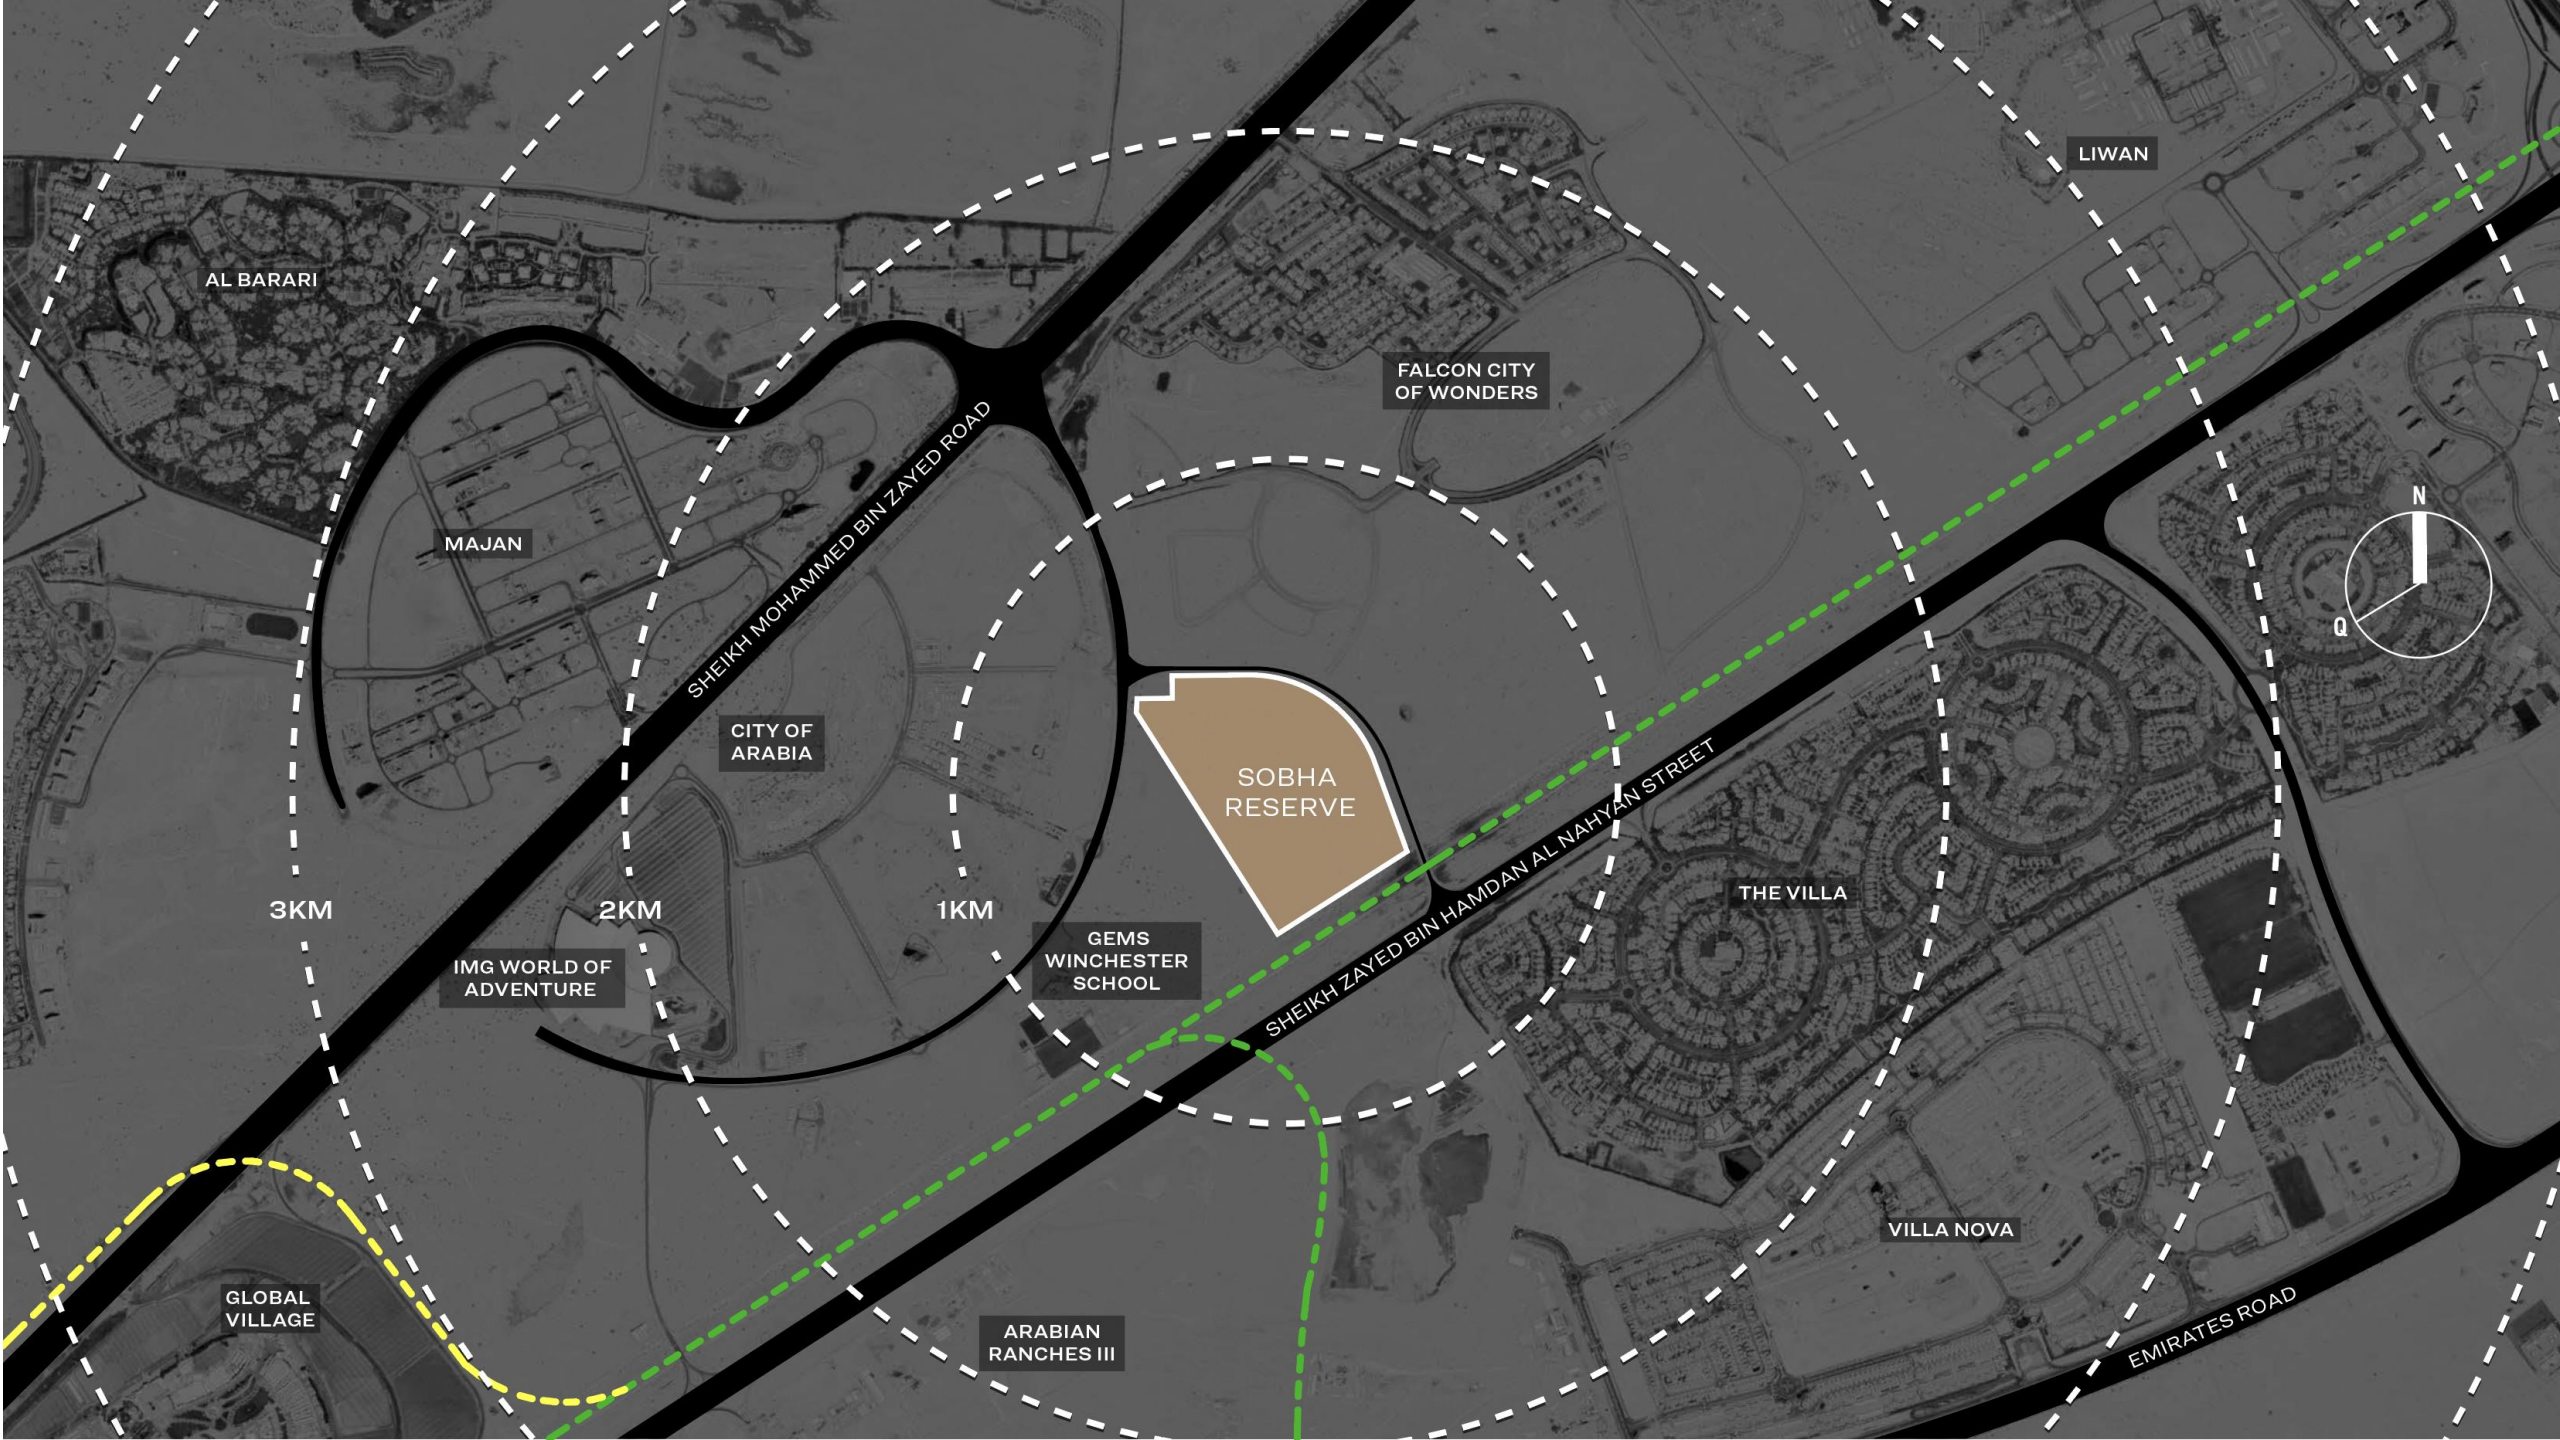 LIWAN
AL BARARI
FALCON CITY
OF WONDERS
MAJAN
SHEIKH MOHAMMED BIN ZAYED ROAD
N
Q
CITY OF
ARABIA
SOBHA
RESERVE
SHEIKH ZAYED BIN HAMDAN AL NAHYAN STREET
THE VILLA
3KM
2KM
1KM
GEMS
WINCHESTER
SCHOOL
IMG WORLD OF
ADVENTURE
VILLA NOVA
GLOBAL
VILLAGE
ARABIAN
RANCHES III
EMIRATES ROAD